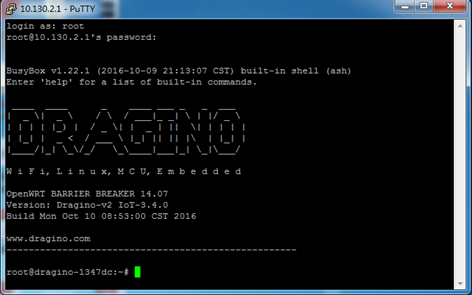 10.130.2.1 - PuTTY
login as: root
root@10.130.2.1's password:
BusyBox v1.22.1 (2016-10-09 21:13:07 CST) built-in shell (ash)
Enter 'help' for a list of built-in commands.
DRAGINO
W i F i, L i n u x, M C U, E m b e d d e d
OpenWRT BARRIER BREAKER 14.07
Version: Dragino-v2 IoT-3.4.0
Build Mon Oct 10 08:53:00 CST 2016
www.dragino.com
----------------------------------------------------
root@dragino-1347dc:~#